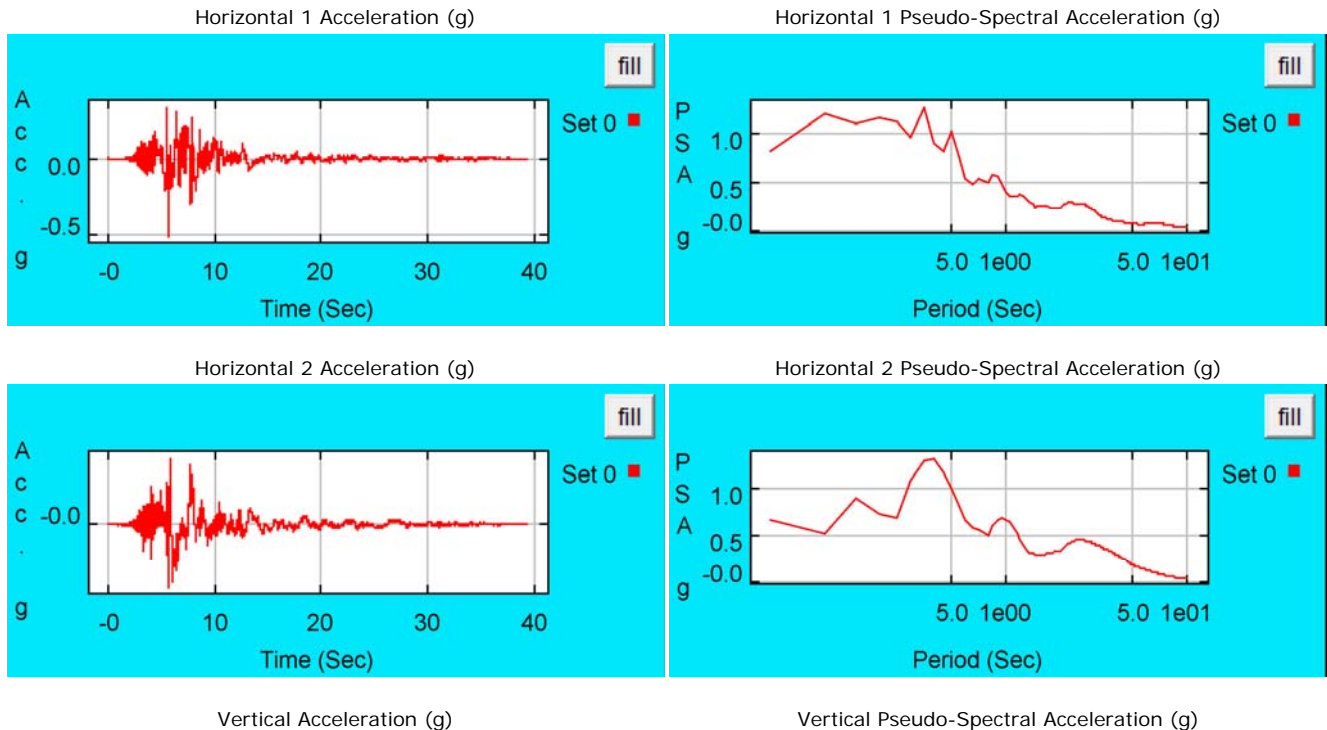 Horizontal 1 Acceleration (g)
fill
A
c
c
.
g
0.0
-0.5
Set 0
-0 10 20 30 40
Time (Sec)
Horizontal 1 Pseudo-Spectral Acceleration (g)
fill
P
S
A
g
1.0
0.5
-0.0
Set 0
5.0 1e00 5.0 1e01
Period (Sec)
Horizontal 2 Acceleration (g)
fill
A
c
c
.
g
-0.0
Set 0
-0 10 20 30 40
Time (Sec)
Horizontal 2 Pseudo-Spectral Acceleration (g)
fill
P
S
A
g
1.0
0.5
-0.0
Set 0
5.0 1e00 5.0 1e01
Period (Sec)
Vertical Acceleration (g)
Vertical Pseudo-Spectral Acceleration (g)